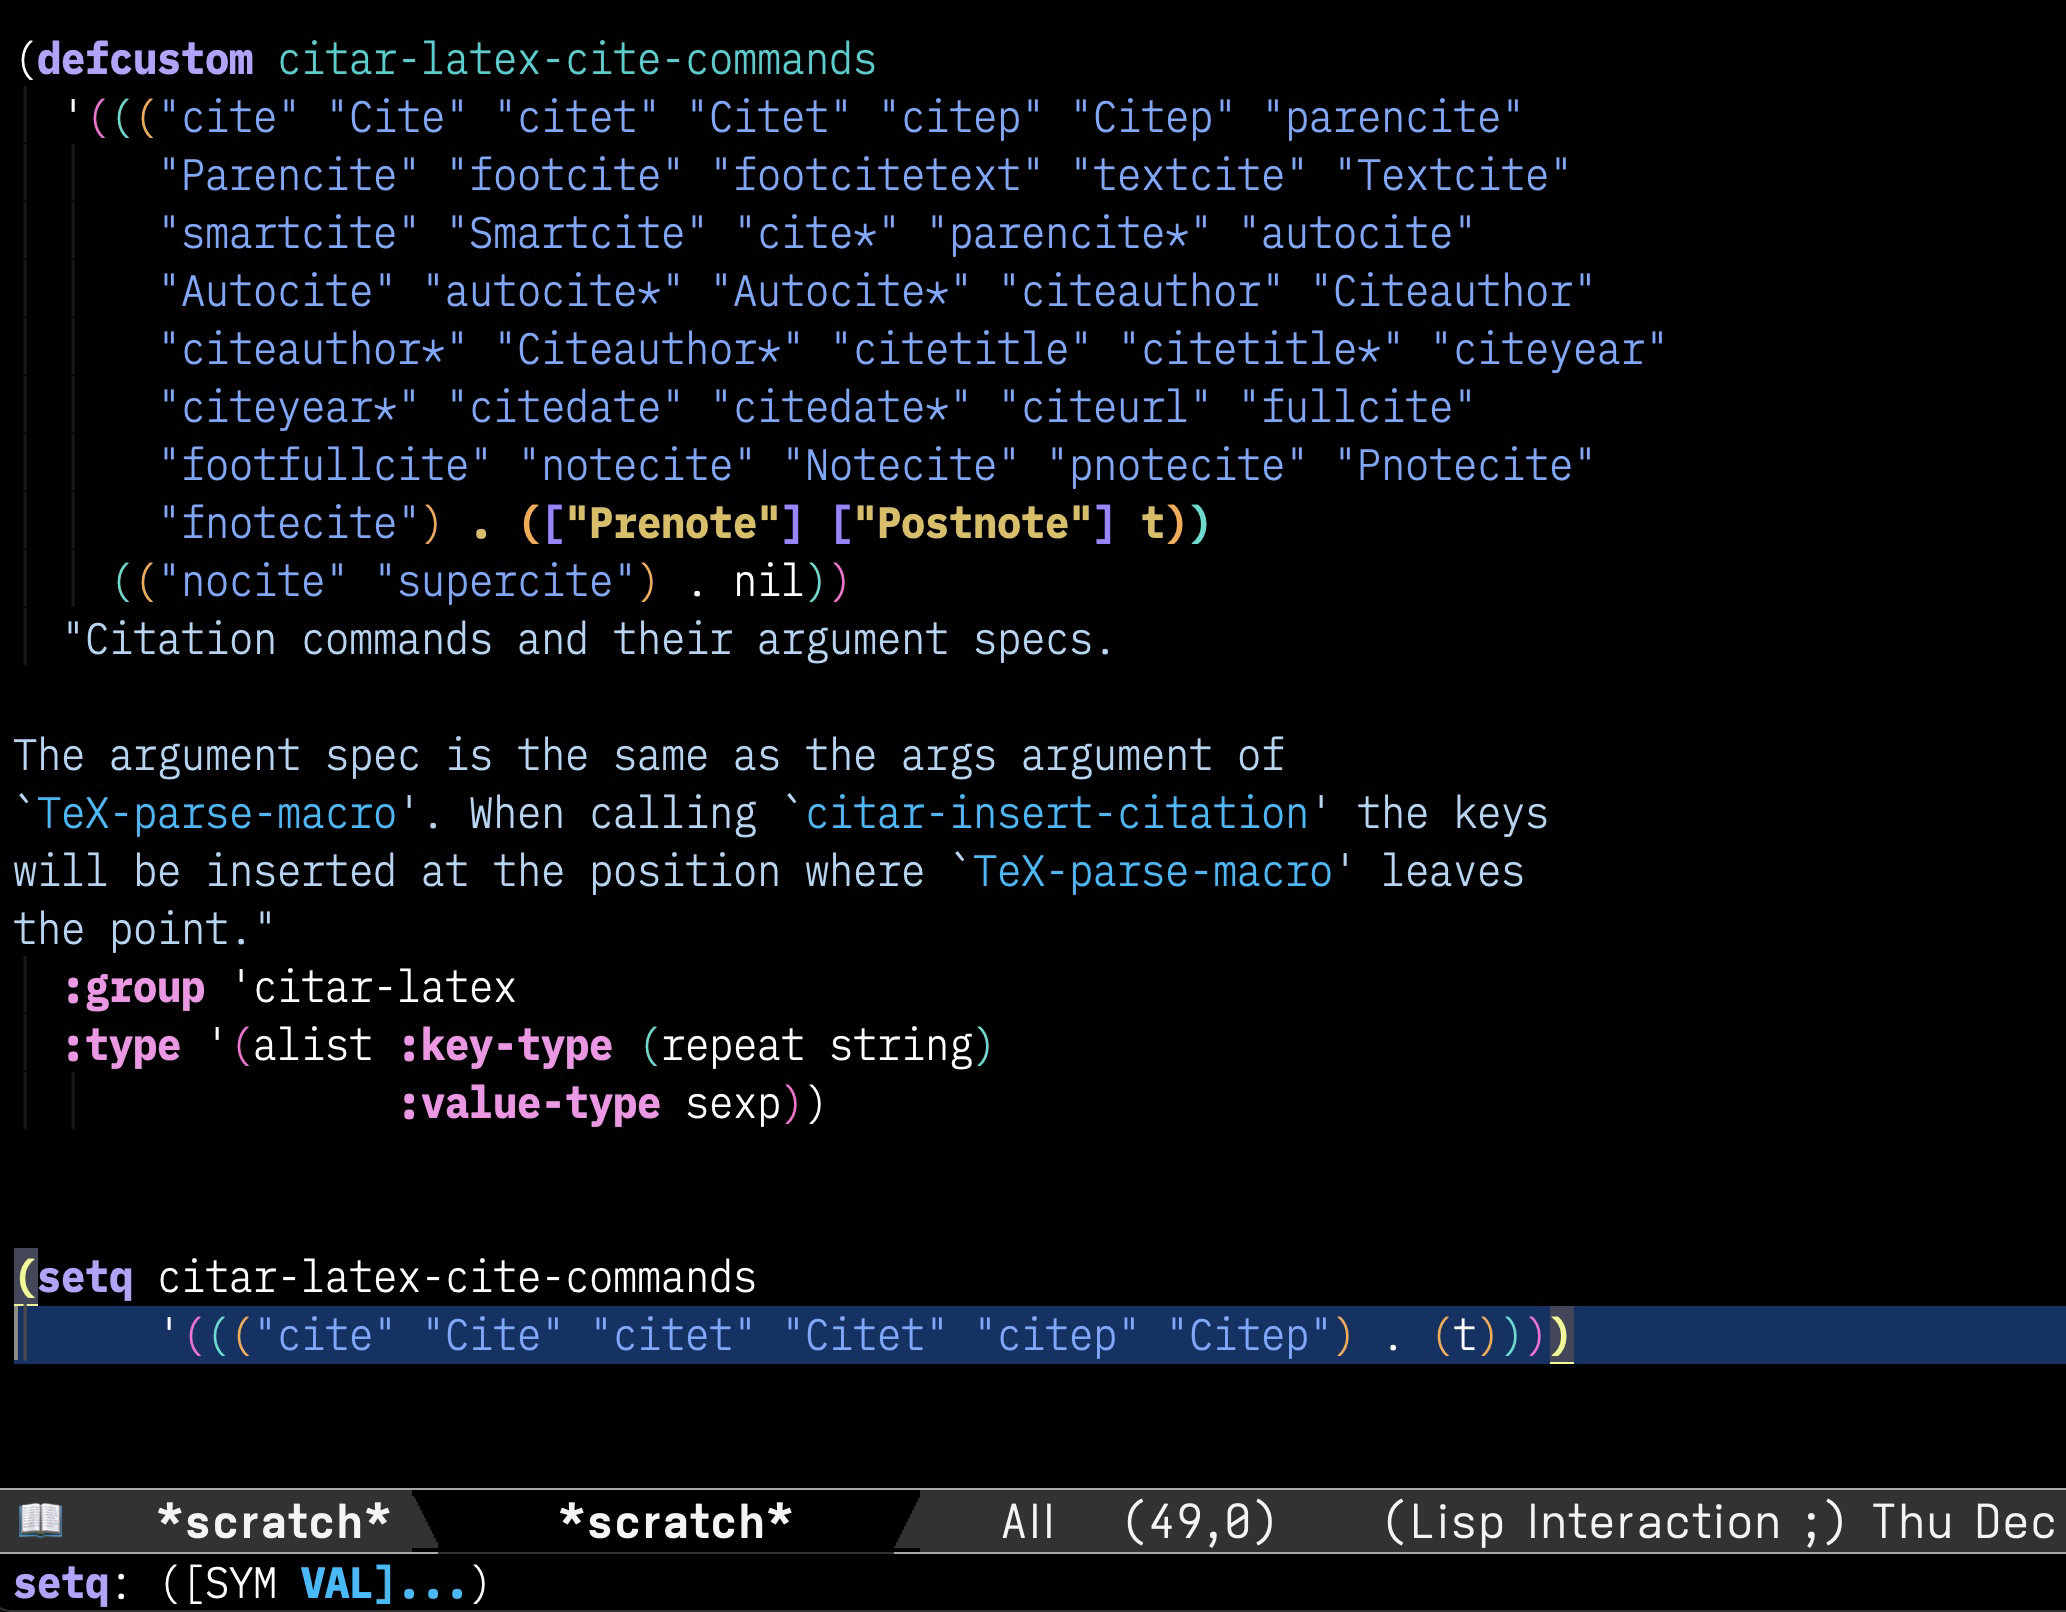 (defcustom citar-latex-cite-commands
  '((("cite" "Cite" "citet" "Citet" "citep" "Citep" "parencite"
      "Parencite" "footcite" "footcitetext" "textcite" "Textcite"
      "smartcite" "Smartcite" "cite*" "parencite*" "autocite"
      "Autocite" "autocite*" "Autocite*" "citeauthor" "Citeauthor"
      "citeauthor*" "Citeauthor*" "citetitle" "citetitle*" "citeyear"
      "citeyear*" "citedate" "citedate*" "citeurl" "fullcite"
      "footfullcite" "notecite" "Notecite" "pnotecite" "Pnotecite"
      "fnotecite") . (["Prenote"] ["Postnote"] t))
    (("nocite" "supercite") . nil))
  "Citation commands and their argument specs.

The argument spec is the same as the args argument of
`TeX-parse-macro'. When calling `citar-insert-citation' the keys
will be inserted at the position where `TeX-parse-macro' leaves
the point."
  :group 'citar-latex
  :type '(alist :key-type (repeat string)
                :value-type sexp))

(setq citar-latex-cite-commands
      '((("cite" "Cite" "citet" "Citet" "citep" "Citep") . (t))))
📖 *scratch* *scratch* All (49,0) (Lisp Interaction ;) Thu Dec
setq: ([SYM VAL]...)